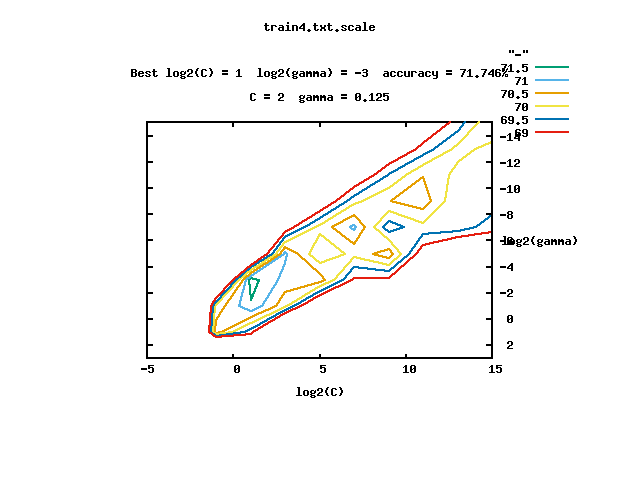 train4.txt.scale
"-"
Best log2(C) = 1 log2(gamma) = -3 accuracy = 71.746%
71.5
71
C = 2 gamma = 0.125
70.5
70
69.5
69
-14
-12
-10
-8
-6
log2(gamma)
-4
-2
0
2
-5 0 5 10 15
log2(C)